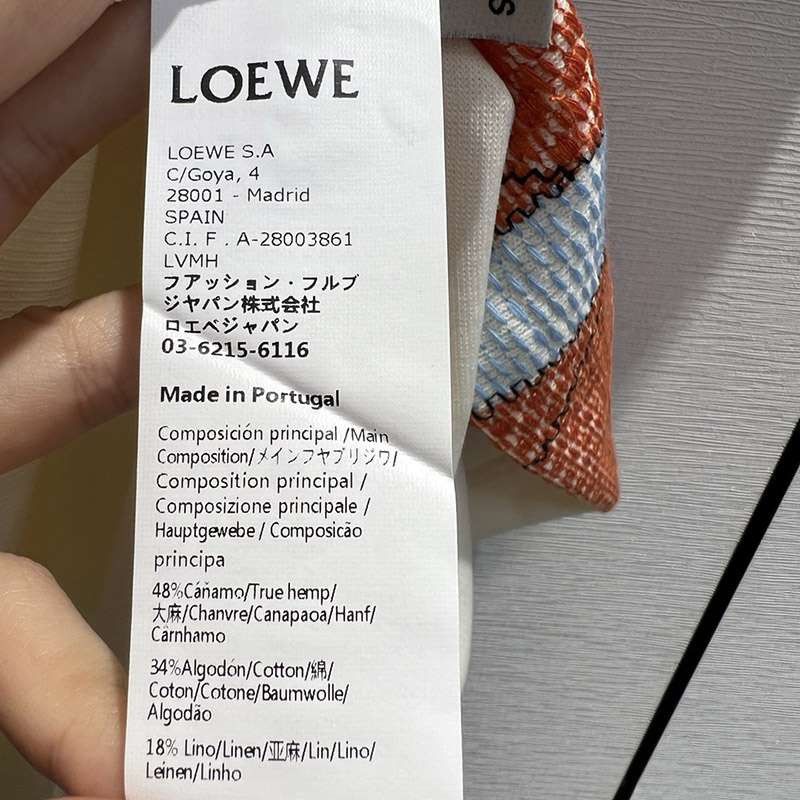 S
LOEWE
LOEWE S.A
C/Goya, 4
28001 - Madrid
SPAIN
C.I. F . A-28003861
LVMH
フアッション・フルブ
ジヤパン株式会社
ロエベジャパン
03-6215-6116
Made in Portugal
Composición principal /Main
Composition/メインフヤブリジワ/
Composition principal /
Composizione principale /
Hauptgewebe / Composicão
principa
48%Cáñamo/True hemp/
大麻/Chanvre/Canapaoa/Hanf/
Cârnhamo
34%Algodón/Cotton/綿/
Coton/Cotone/Baumwolle/
Algodão
18% Lino/Linen/亚麻/Lin/Lino/
Leinen/Linho